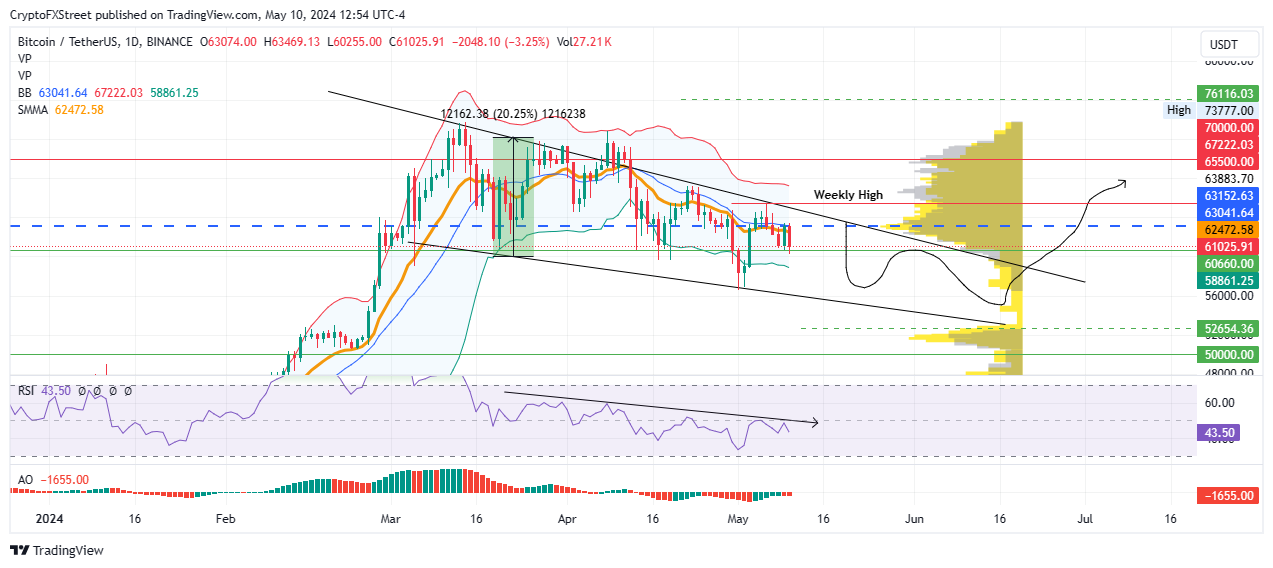 CryptoFXStreet published on TradingView.com, May 10, 2024 12:54 UTC-4
Bitcoin / TetherUS, 1D, BINANCE O63074.00 H63469.13 L60255.00 C61025.91 −2048.10 (−3.25%) Vol27.21K
USDT
VP
VP
BB 63041.64 67222.03 58861.25
SMMA 62472.58
80000.00
76116.03
High 73777.00
12162.38 (20.25%) 1216238
70000.00
67222.03
65500.00
63883.70
Weekly High
63152.63
63041.64
62472.58
61025.91
60660.00
58861.25
56000.00
52654.36
50000.00
48000.00
RSI 43.50 Ø Ø Ø Ø
60.00
43.50
AO −1655.00
−1655.00
2024 16 Feb Mar 16 Apr 16 May 16 Jun 16 Jul 16
TradingView